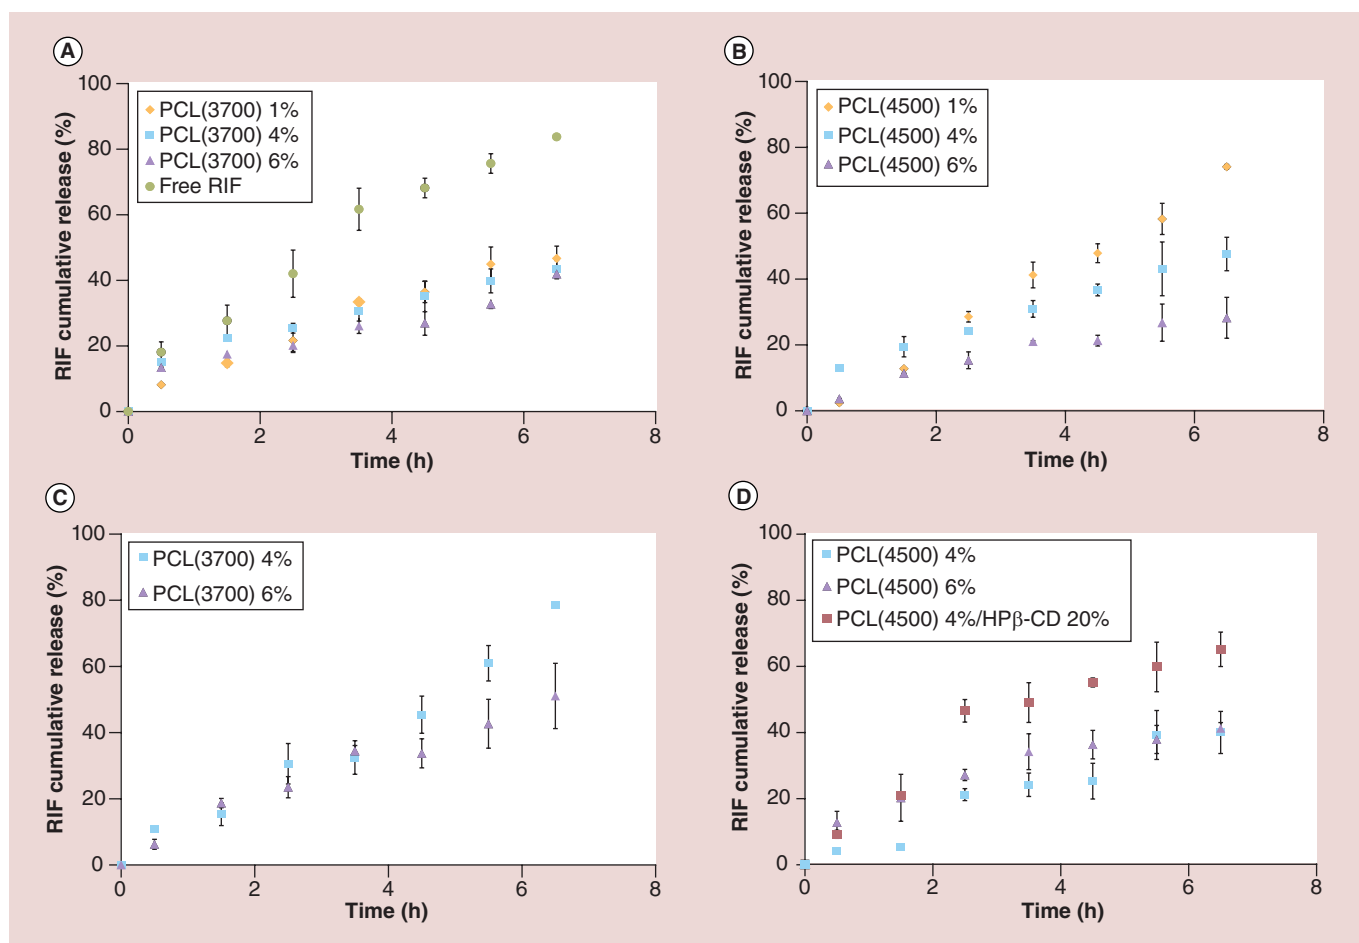 A
RIF cumulative release (%)
100
80
60
40
20
0
PCL(3700) 1%
PCL(3700) 4%
PCL(3700) 6%
Free RIF
0 2 4 6 8
Time (h)
B
RIF cumulative release (%)
100
80
60
40
20
0
PCL(4500) 1%
PCL(4500) 4%
PCL(4500) 6%
0 2 4 6 8
Time (h)
C
RIF cumulative release (%)
100
80
60
40
20
0
PCL(3700) 4%
PCL(3700) 6%
0 2 4 6 8
Time (h)
D
RIF cumulative release (%)
100
80
60
40
20
0
PCL(4500) 4%
PCL(4500) 6%
PCL(4500) 4%/HPβ-CD 20%
0 2 4 6 8
Time (h)